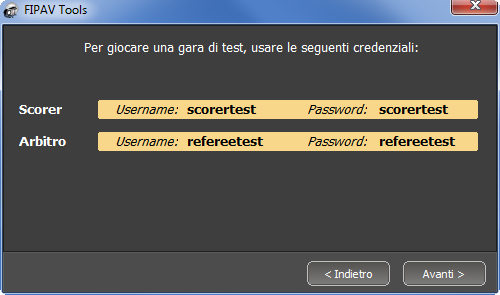 FIPAV Tools
Per giocare una gara di test, usare le seguenti credenziali:
Scorer Username: scorertest Password: scorertest
Arbitro Username: refereetest Password: refereetest
< Indietro Avanti >